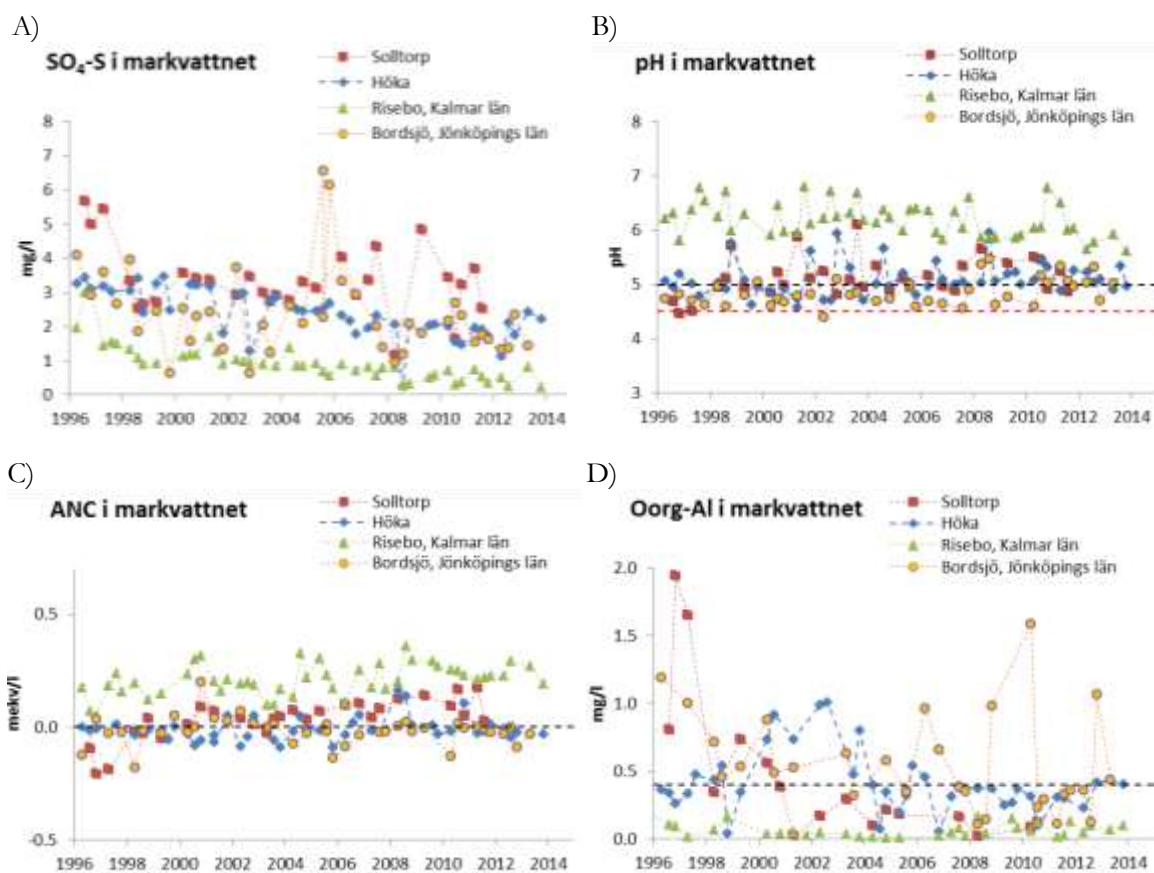 A)
SO₄-S i markvattnet
Solltorp
Höka
Risebo, Kalmar län
Bordsjö, Jönköpings län
mg/l
8
7
6
5
4
3
2
1
0
1996 1998 2000 2002 2004 2006 2008 2010 2012 2014
B)
pH i markvattnet
Solltorp
Höka
Risebo, Kalmar län
Bordsjö, Jönköpings län
pH
8
7
6
5
4
3
1996 1998 2000 2002 2004 2006 2008 2010 2012 2014
C)
ANC i markvattnet
Solltorp
Höka
Risebo, Kalmar län
Bordsjö, Jönköpings län
mekv/l
0.5
0.0
-0.5
1996 1998 2000 2002 2004 2006 2008 2010 2012 2014
D)
Oorg-Al i markvattnet
Solltorp
Höka
Risebo, Kalmar län
Bordsjö, Jönköpings län
mg/l
2.0
1.5
1.0
0.5
0.0
1996 1998 2000 2002 2004 2006 2008 2010 2012 2014